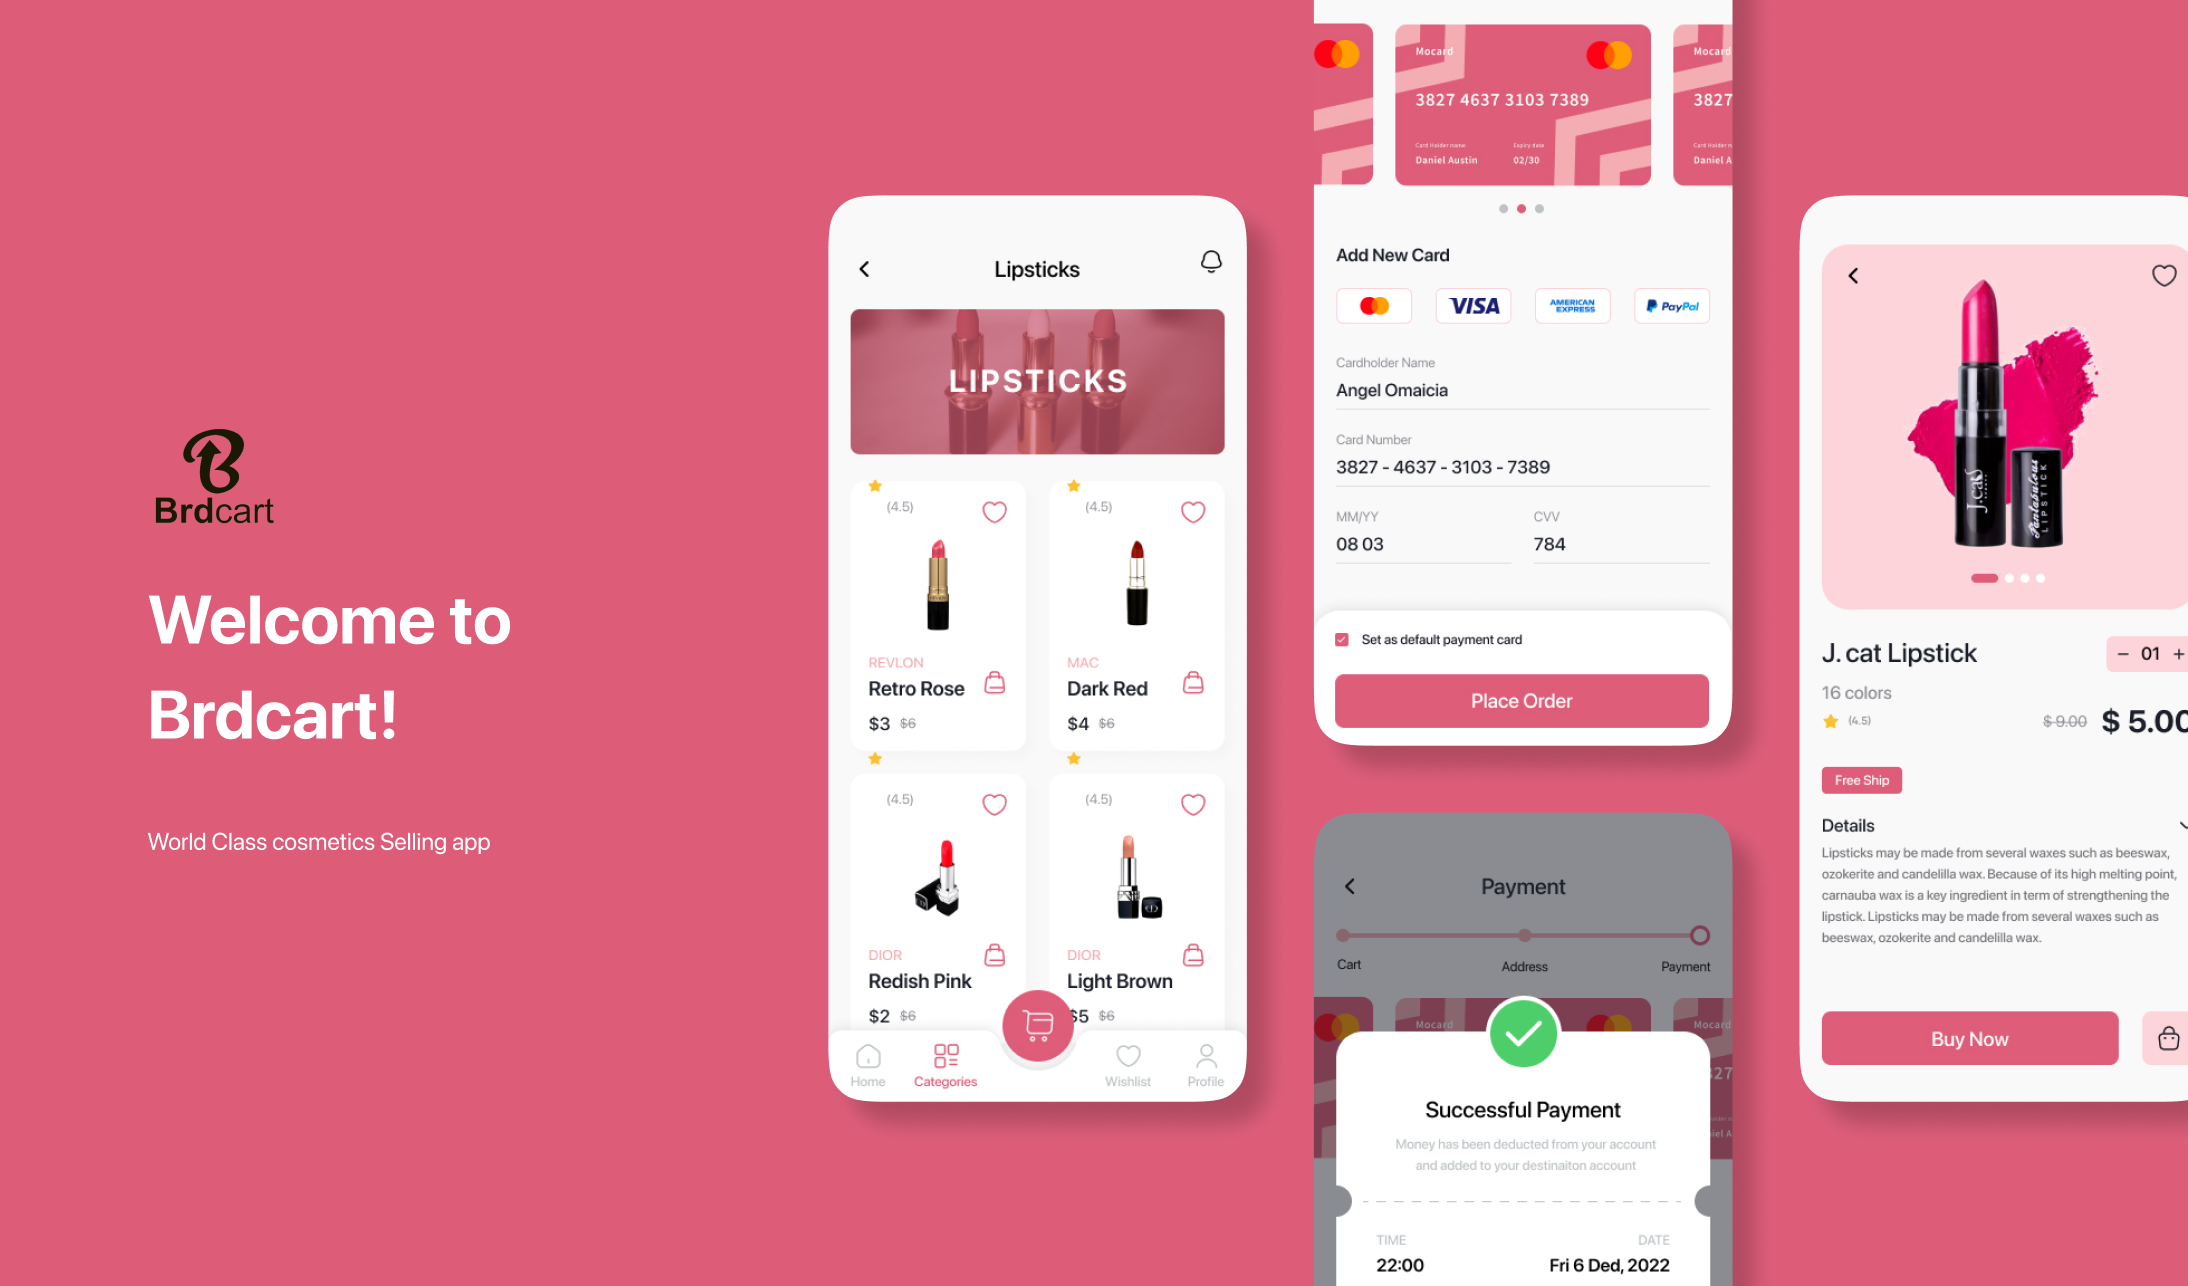 Brdcart
Welcome to
Brdcart!
World Class cosmetics Selling app
Lipsticks
LIPSTICKS
(4.5)
REVLON
Retro Rose
$3 $6
(4.5)
MAC
Dark Red
$4 $6
(4.5)
DIOR
Redish Pink
$2 $6
(4.5)
DIOR
Light Brown
$5 $6
Home
Categories
Wishlist
Profile
Mocard
3827 4637 3103 7389
Card Holder name
Expiry date
Daniel Austin
02/30
Mocard
3827
Card Holder n
Daniel A
Add New Card
VISA
AMERICAN
EXPRESS
PayPal
Cardholder Name
Angel Omaicia
Card Number
3827 - 4637 - 3103 - 7389
MM/YY
CVV
08 03
784
Set as default payment card
Place Order
Payment
Cart
Address
Payment
Mocard
Mocard
827
niel A
Successful Payment
Money has been deducted from your account
and added to your destinaiton account
TIME
DATE
22:00
Fri 6 Ded, 2022
J.cat
Fantabulous
LIPSTICK
J. cat Lipstick
− 01 +
16 colors
(4.5)
$ 9.00 $ 5.00
Free Ship
Details
Lipsticks may be made from several waxes such as beeswax,
ozokerite and candelilla wax. Because of its high melting point,
carnauba wax is a key ingredient in term of strengthening the
lipstick. Lipsticks may be made from several waxes such as
beeswax, ozokerite and candelilla wax.
Buy Now